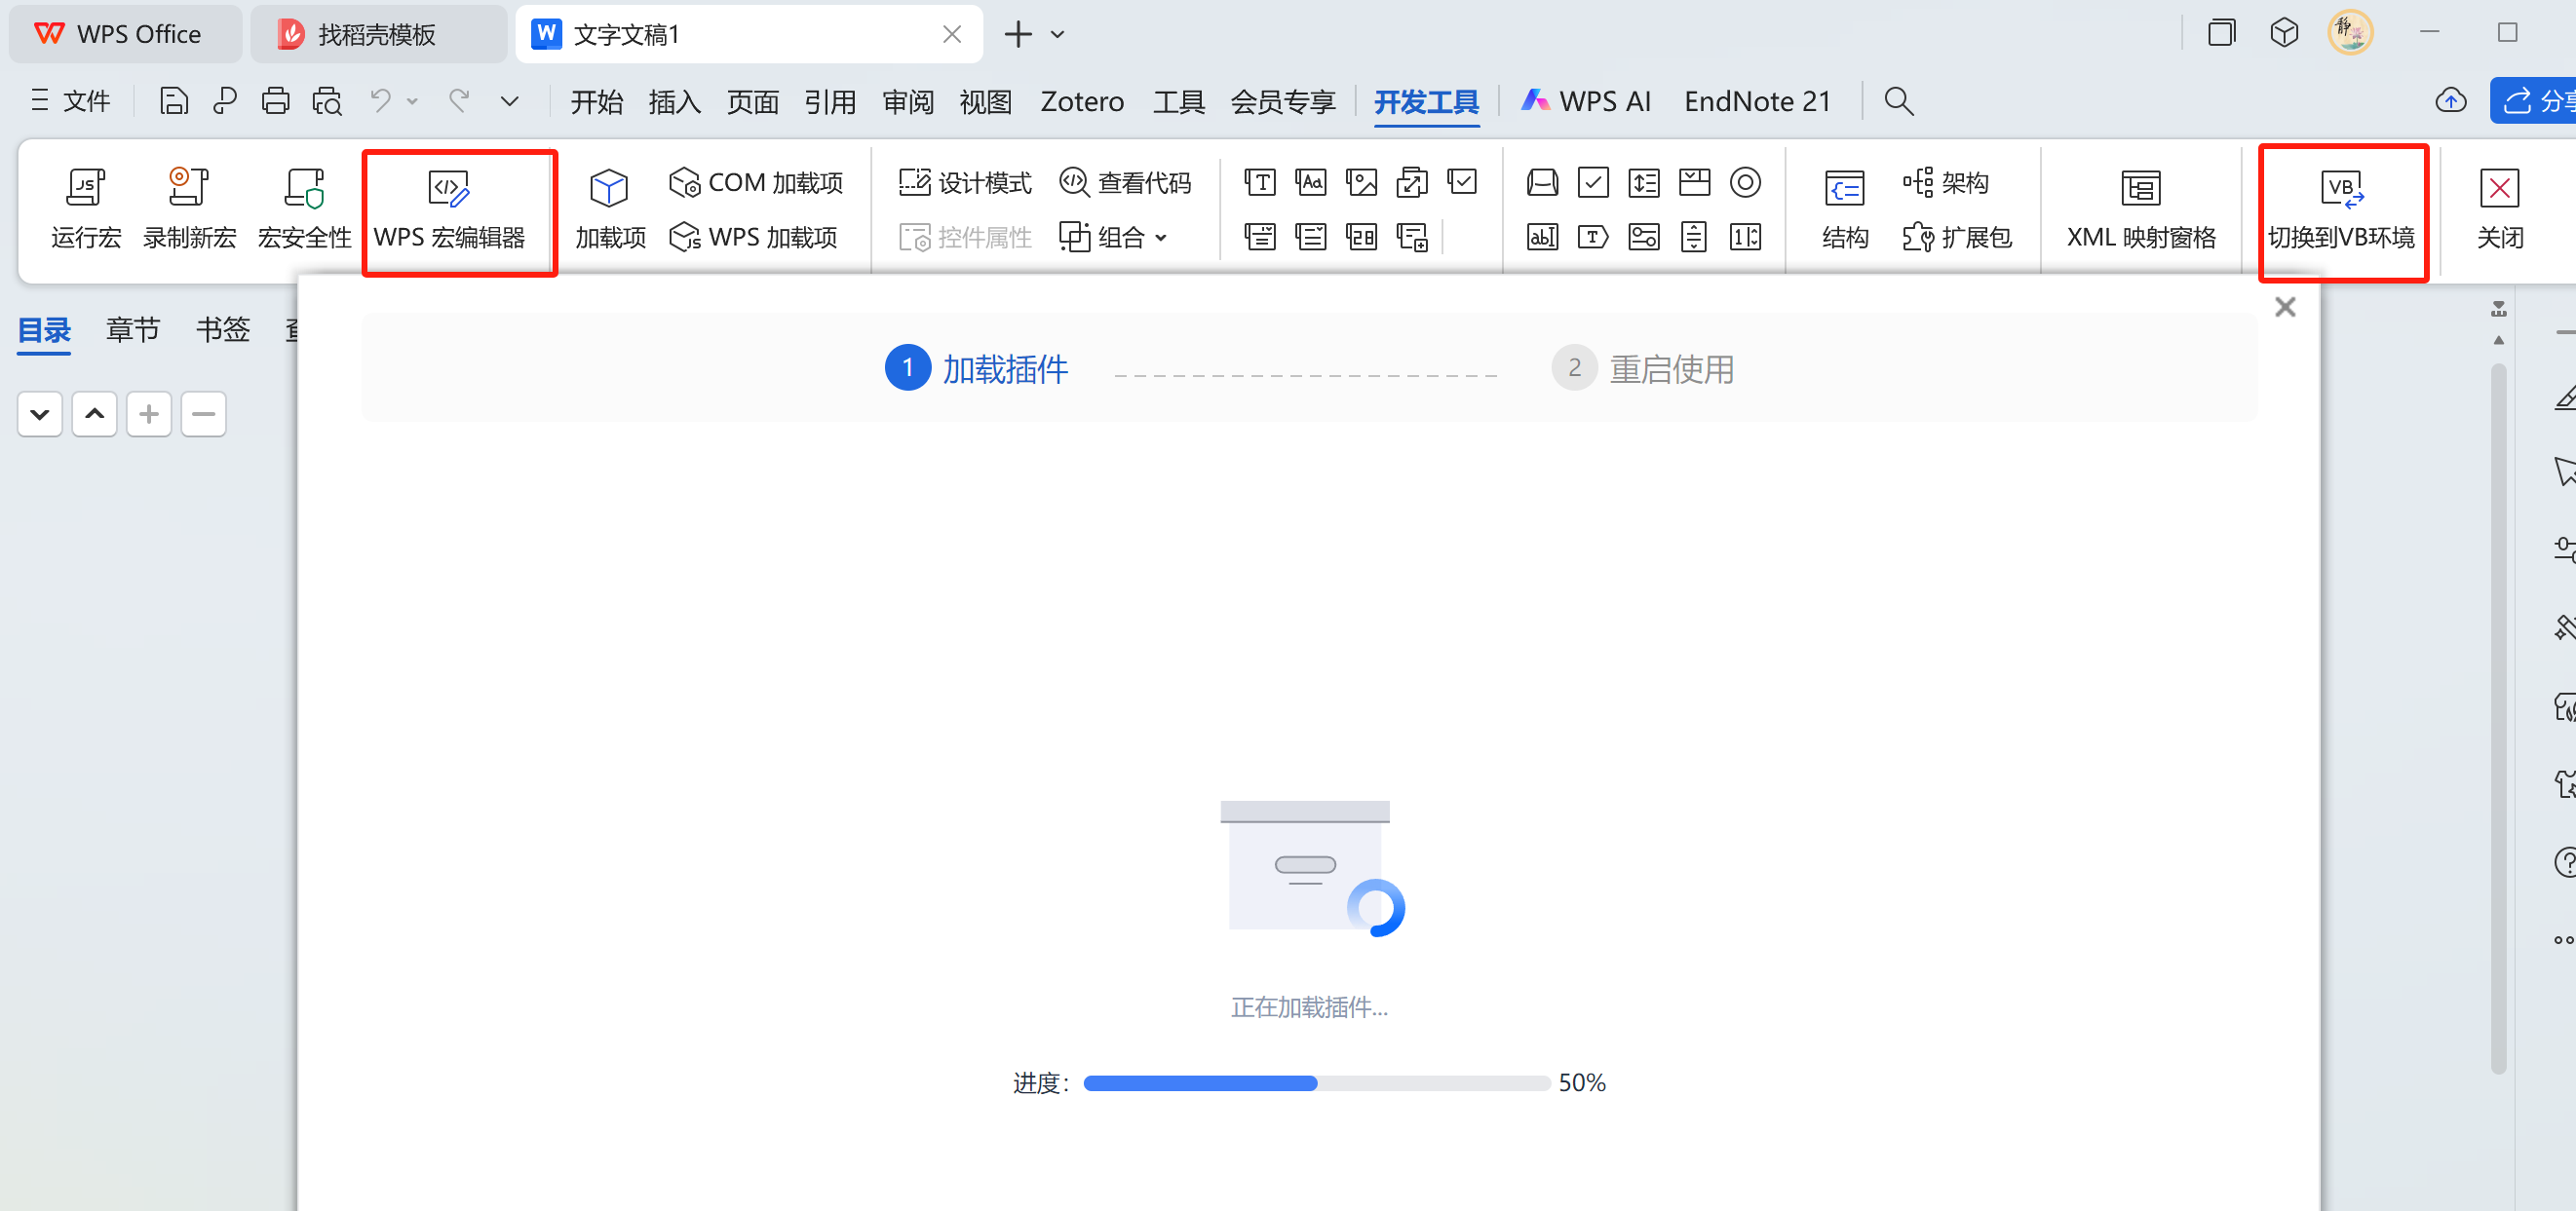 WPS Office 找稻壳模板 W 文字文稿1
文件 开始 插入 页面 引用 审阅 视图 Zotero 工具 会员专享 开发工具 WPS AI EndNote 21
运行宏 录制新宏 宏安全性 WPS 宏编辑器 加载项 COM 加载项 设计模式 查看代码 结构 架构 XML 映射窗格 切换到VB环境 关闭
WPS 加载项 控件属性 组合 扩展包
目录 章节 书签
1 加载插件 2 重启使用
正在加载插件...
进度： 50%